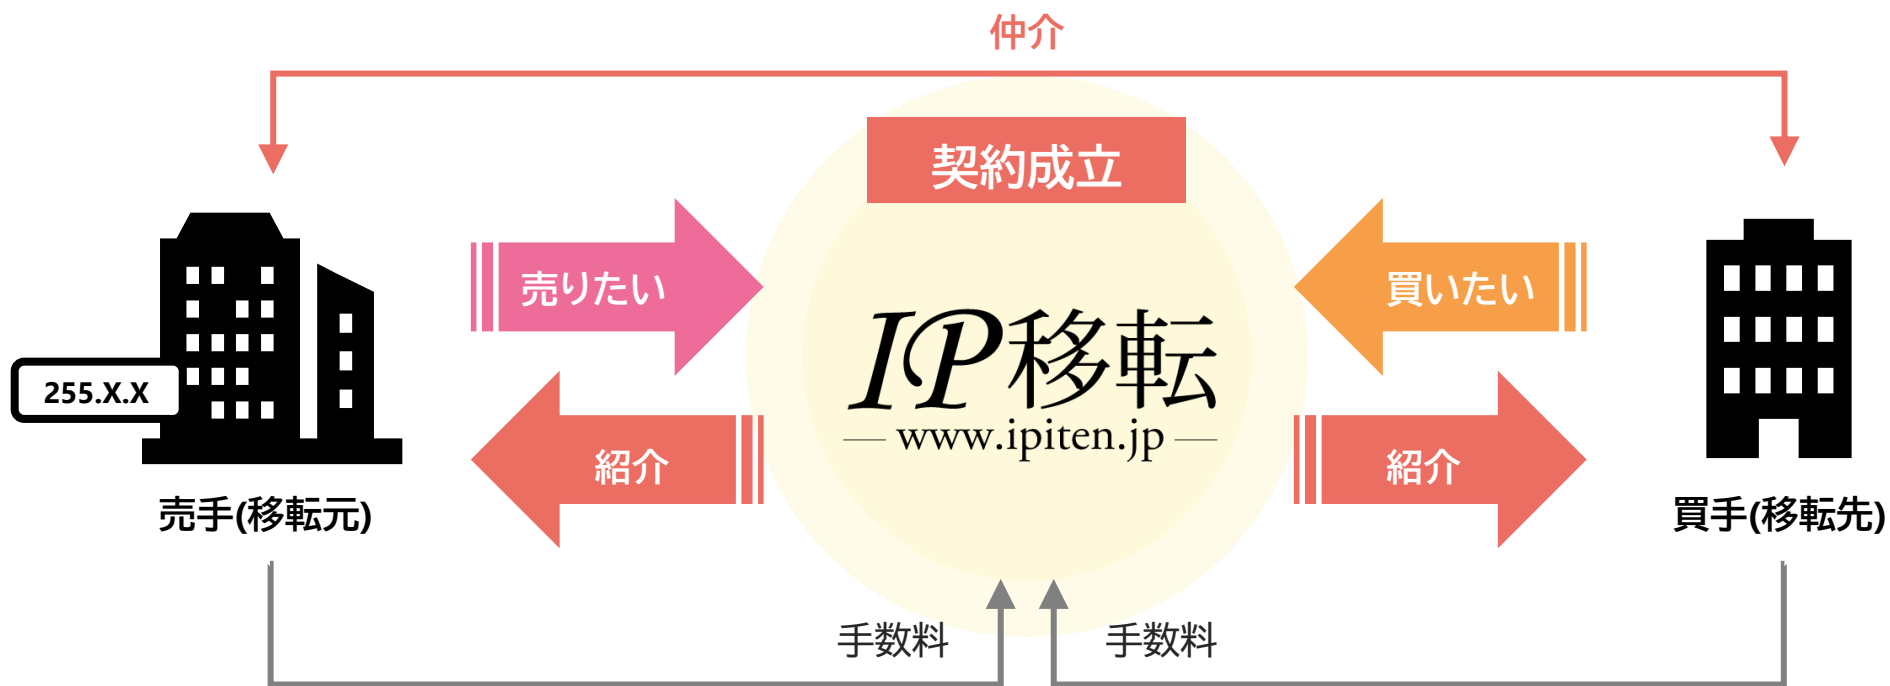 仲介
契約成立
売りたい
買いたい
IP移転
www.ipiten.jp
255.X.X
紹介
紹介
売手(移転元)
買手(移転先)
手数料
手数料